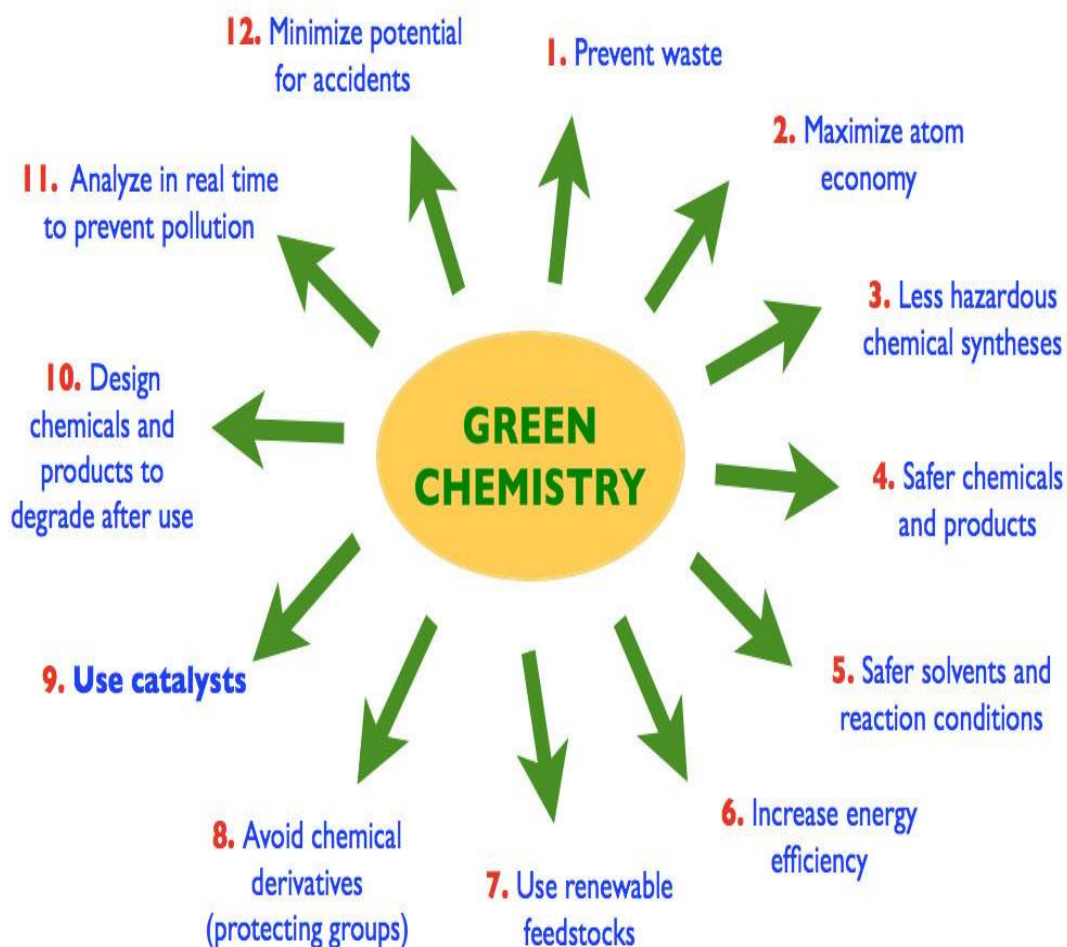 GREEN
CHEMISTRY
1. Prevent waste
2. Maximize atom
economy
3. Less hazardous
chemical syntheses
4. Safer chemicals
and products
5. Safer solvents and
reaction conditions
6. Increase energy
efficiency
7. Use renewable
feedstocks
8. Avoid chemical
derivatives
(protecting groups)
9. Use catalysts
10. Design
chemicals and
products to
degrade after use
11. Analyze in real time
to prevent pollution
12. Minimize potential
for accidents